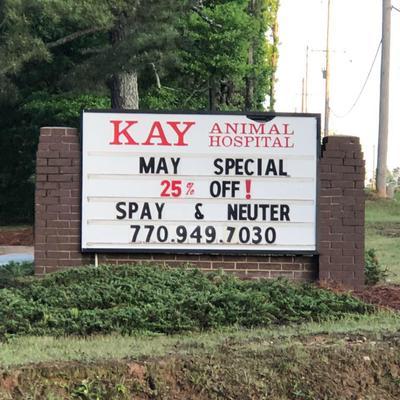 KAY ANIMAL HOSPITAL
MAY SPECIAL
25% OFF!
SPAY & NEUTER
770.949.7030